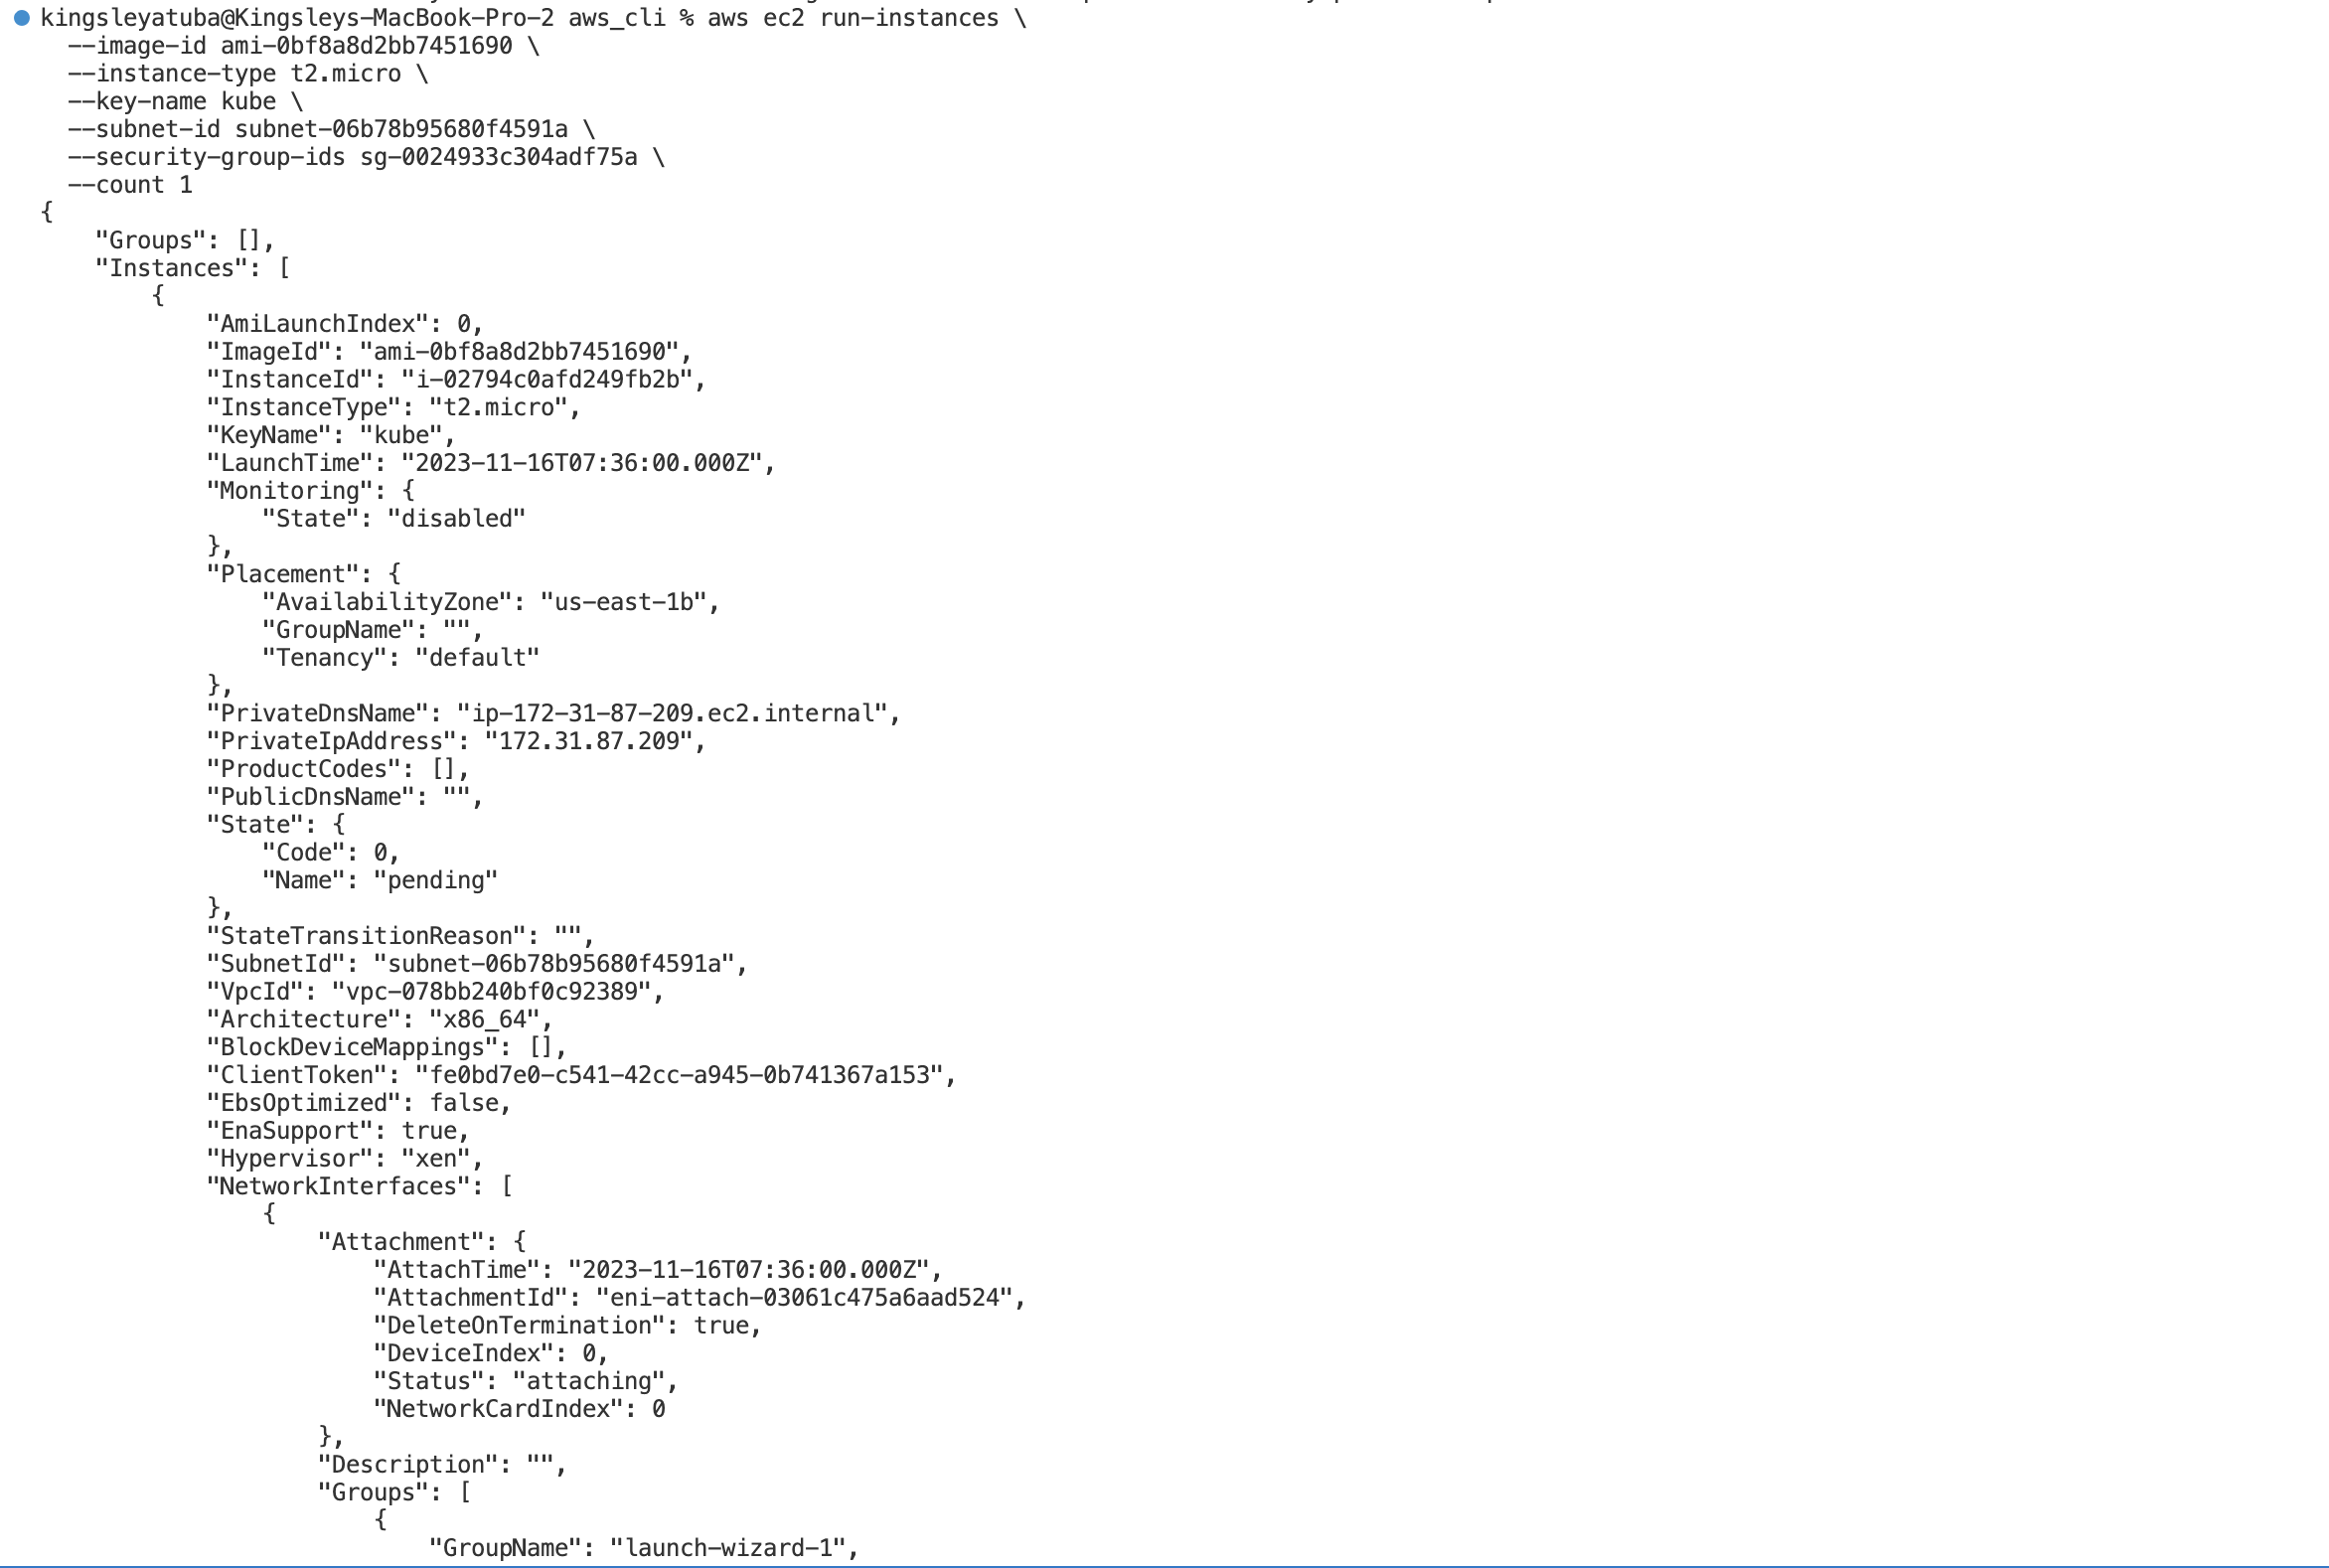 kingsleyatuba@Kingsleys-MacBook-Pro-2 aws_cli % aws ec2 run-instances \
  --image-id ami-0bf8a8d2bb7451690 \
  --instance-type t2.micro \
  --key-name kube \
  --subnet-id subnet-06b78b95680f4591a \
  --security-group-ids sg-0024933c304adf75a \
  --count 1
{
    "Groups": [],
    "Instances": [
        {
            "AmiLaunchIndex": 0,
            "ImageId": "ami-0bf8a8d2bb7451690",
            "InstanceId": "i-02794c0afd249fb2b",
            "InstanceType": "t2.micro",
            "KeyName": "kube",
            "LaunchTime": "2023-11-16T07:36:00.000Z",
            "Monitoring": {
                "State": "disabled"
            },
            "Placement": {
                "AvailabilityZone": "us-east-1b",
                "GroupName": "",
                "Tenancy": "default"
            },
            "PrivateDnsName": "ip-172-31-87-209.ec2.internal",
            "PrivateIpAddress": "172.31.87.209",
            "ProductCodes": [],
            "PublicDnsName": "",
            "State": {
                "Code": 0,
                "Name": "pending"
            },
            "StateTransitionReason": "",
            "SubnetId": "subnet-06b78b95680f4591a",
            "VpcId": "vpc-078bb240bf0c92389",
            "Architecture": "x86_64",
            "BlockDeviceMappings": [],
            "ClientToken": "fe0bd7e0-c541-42cc-a945-0b741367a153",
            "EbsOptimized": false,
            "EnaSupport": true,
            "Hypervisor": "xen",
            "NetworkInterfaces": [
                {
                    "Attachment": {
                        "AttachTime": "2023-11-16T07:36:00.000Z",
                        "AttachmentId": "eni-attach-03061c475a6aad524",
                        "DeleteOnTermination": true,
                        "DeviceIndex": 0,
                        "Status": "attaching",
                        "NetworkCardIndex": 0
                    },
                    "Description": "",
                    "Groups": [
                        {
                            "GroupName": "launch-wizard-1",